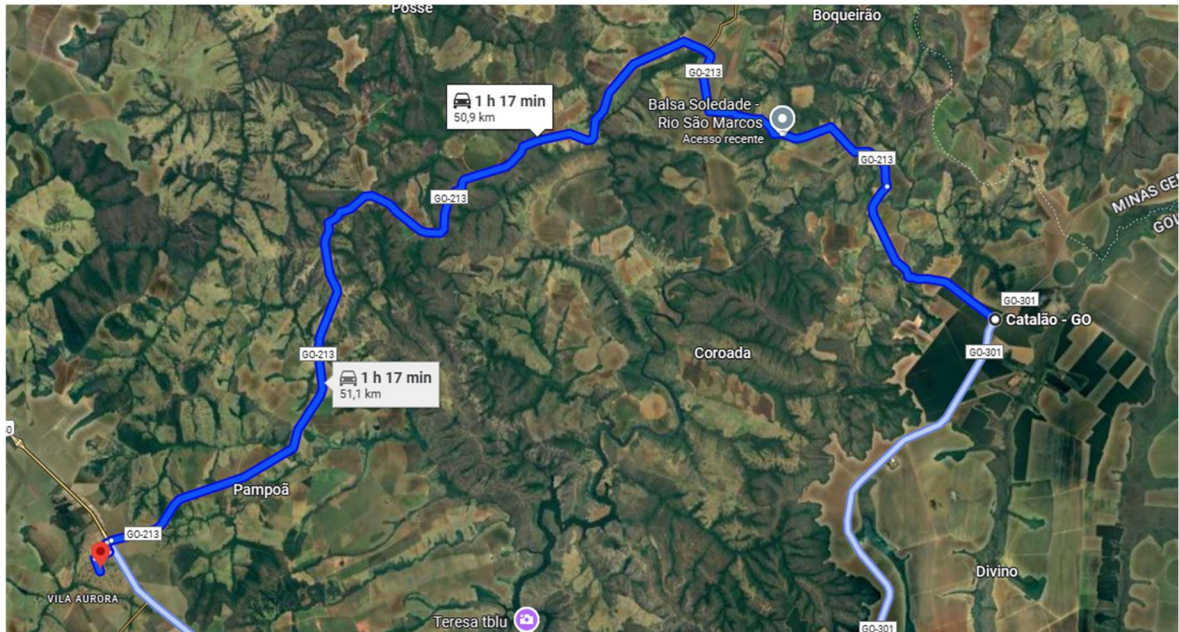 Posse
Boqueirão
GO-213
1 h 17 min
50,9 km
Balsa Soledade -
Rio São Marcos
Acesso recente
GO-213
GO-213
MINAS GE
GOI
GO-301
Catalão - GO
GO-301
Coroada
GO-213
1 h 17 min
51,1 km
Pampoã
GO-213
Divino
VILA AURORA
Teresa tblu
GO-301